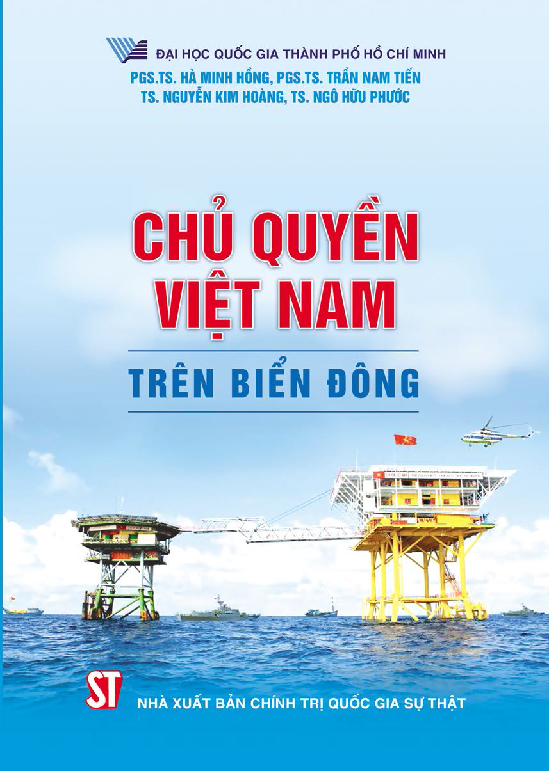 ĐẠI HỌC QUỐC GIA THÀNH PHỐ HỒ CHÍ MINH
PGS.TS. HÀ MINH HỒNG, PGS.TS. TRẦN NAM TIẾN
TS. NGUYỄN KIM HOÀNG, TS. NGÔ HỮU PHƯỚC
CHỦ QUYỀN
VIỆT NAM
TRÊN BIỂN ĐÔNG
ST
NHÀ XUẤT BẢN CHÍNH TRỊ QUỐC GIA SỰ THẬT